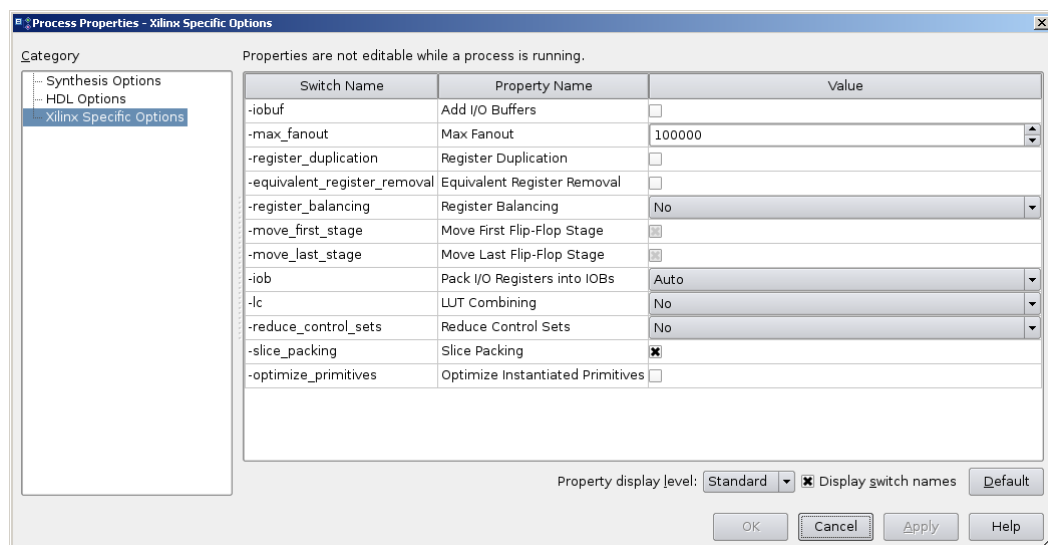 Process Properties - Xilinx Specific Options
Category
Properties are not editable while a process is running.
Synthesis Options
HDL Options
Xilinx Specific Options
Switch Name Property Name Value
-iobuf Add I/O Buffers
-max_fanout Max Fanout 100000
-register_duplication Register Duplication
-equivalent_register_removal Equivalent Register Removal
-register_balancing Register Balancing No
-move_first_stage Move First Flip-Flop Stage
-move_last_stage Move Last Flip-Flop Stage
-iob Pack I/O Registers into IOBs Auto
-lc LUT Combining No
-reduce_control_sets Reduce Control Sets No
-slice_packing Slice Packing
-optimize_primitives Optimize Instantiated Primitives
Property display level: Standard Display switch names Default
OK Cancel Apply Help